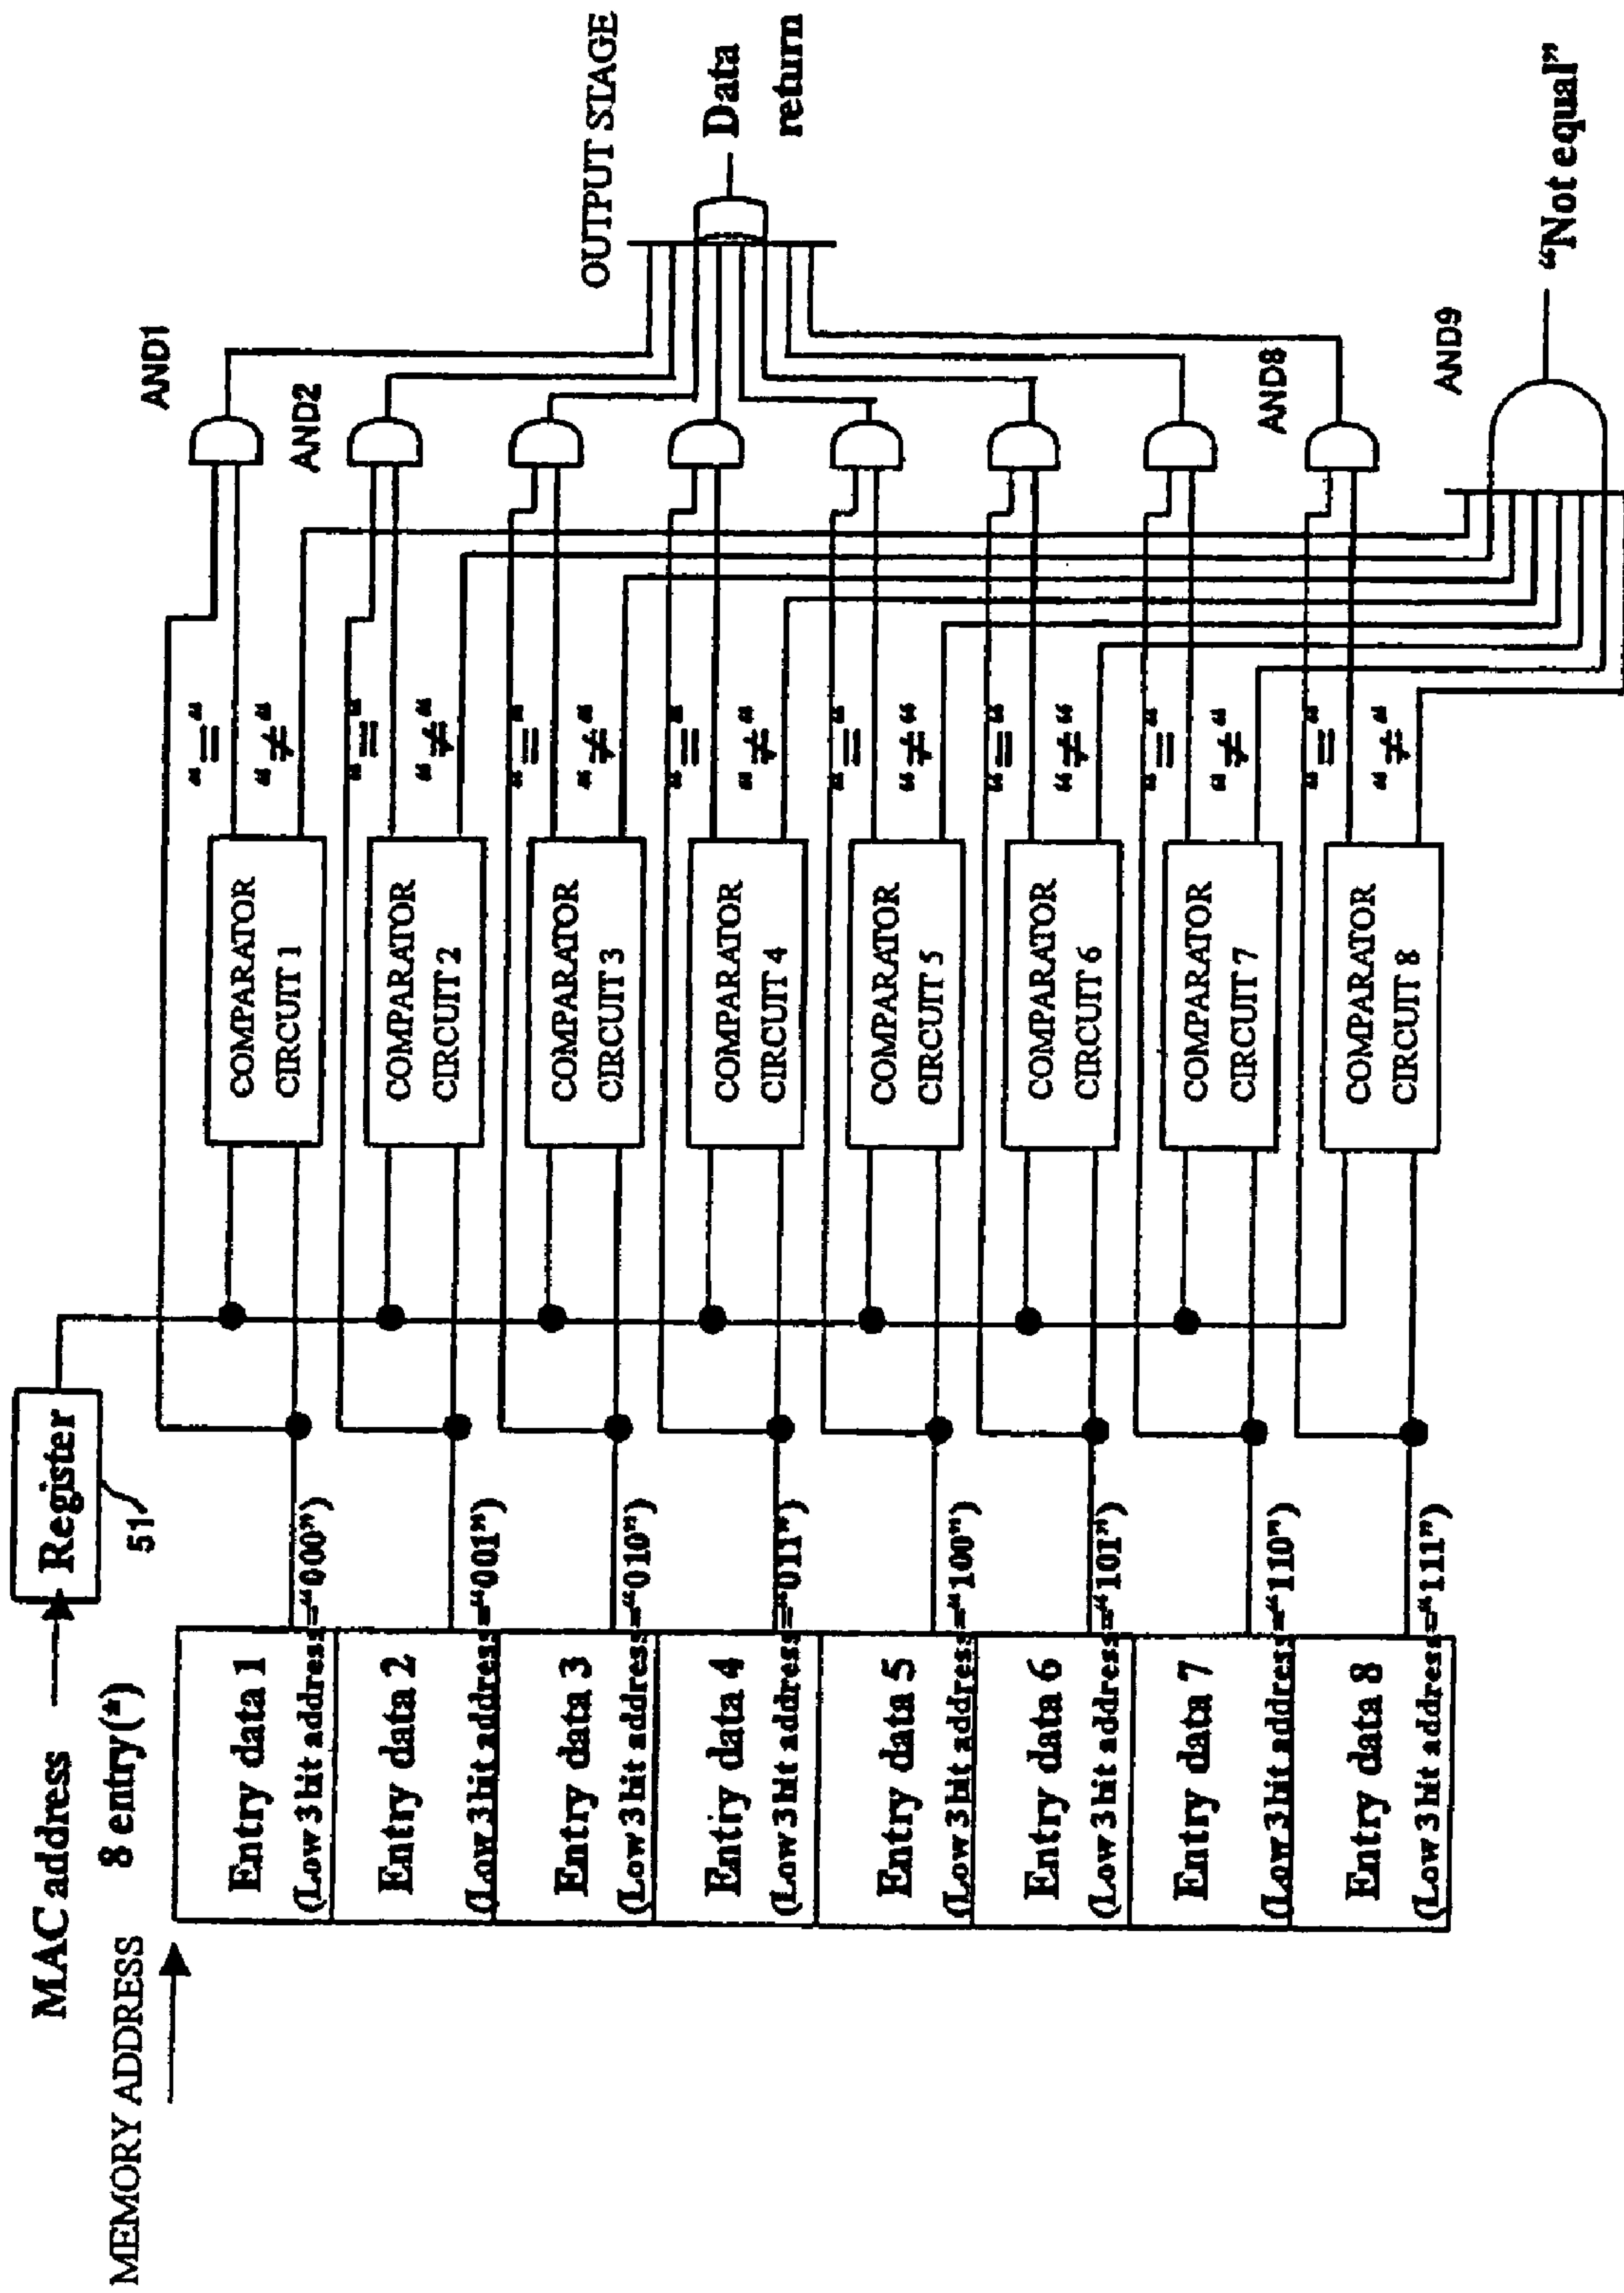 MAC address
Register
51
MEMORY ADDRESS
8 entry(*)
Entry data 1
(Low 3 bit address="000")
Entry data 2
(Low 3 bit address="001")
Entry data 3
(Low 3 bit address="010")
Entry data 4
(Low 3 bit address="011")
Entry data 5
(Low 3 bit address="100")
Entry data 6
(Low 3 bit address="101")
Entry data 7
(Low 3 bit address="110")
Entry data 8
(Low 3 bit address="111")
COMPARATOR
CIRCUIT 1
COMPARATOR
CIRCUIT 2
COMPARATOR
CIRCUIT 3
COMPARATOR
CIRCUIT 4
COMPARATOR
CIRCUIT 5
COMPARATOR
CIRCUIT 6
COMPARATOR
CIRCUIT 7
COMPARATOR
CIRCUIT 8
“=“
“≠“
“=“
“≠“
“=“
“≠“
“=“
“≠“
“=“
“≠“
“=“
“≠“
“=“
“≠“
“=“
“≠“
AND1
AND2
AND8
AND9
OUTPUT STAGE
Data
return
“Not equal”